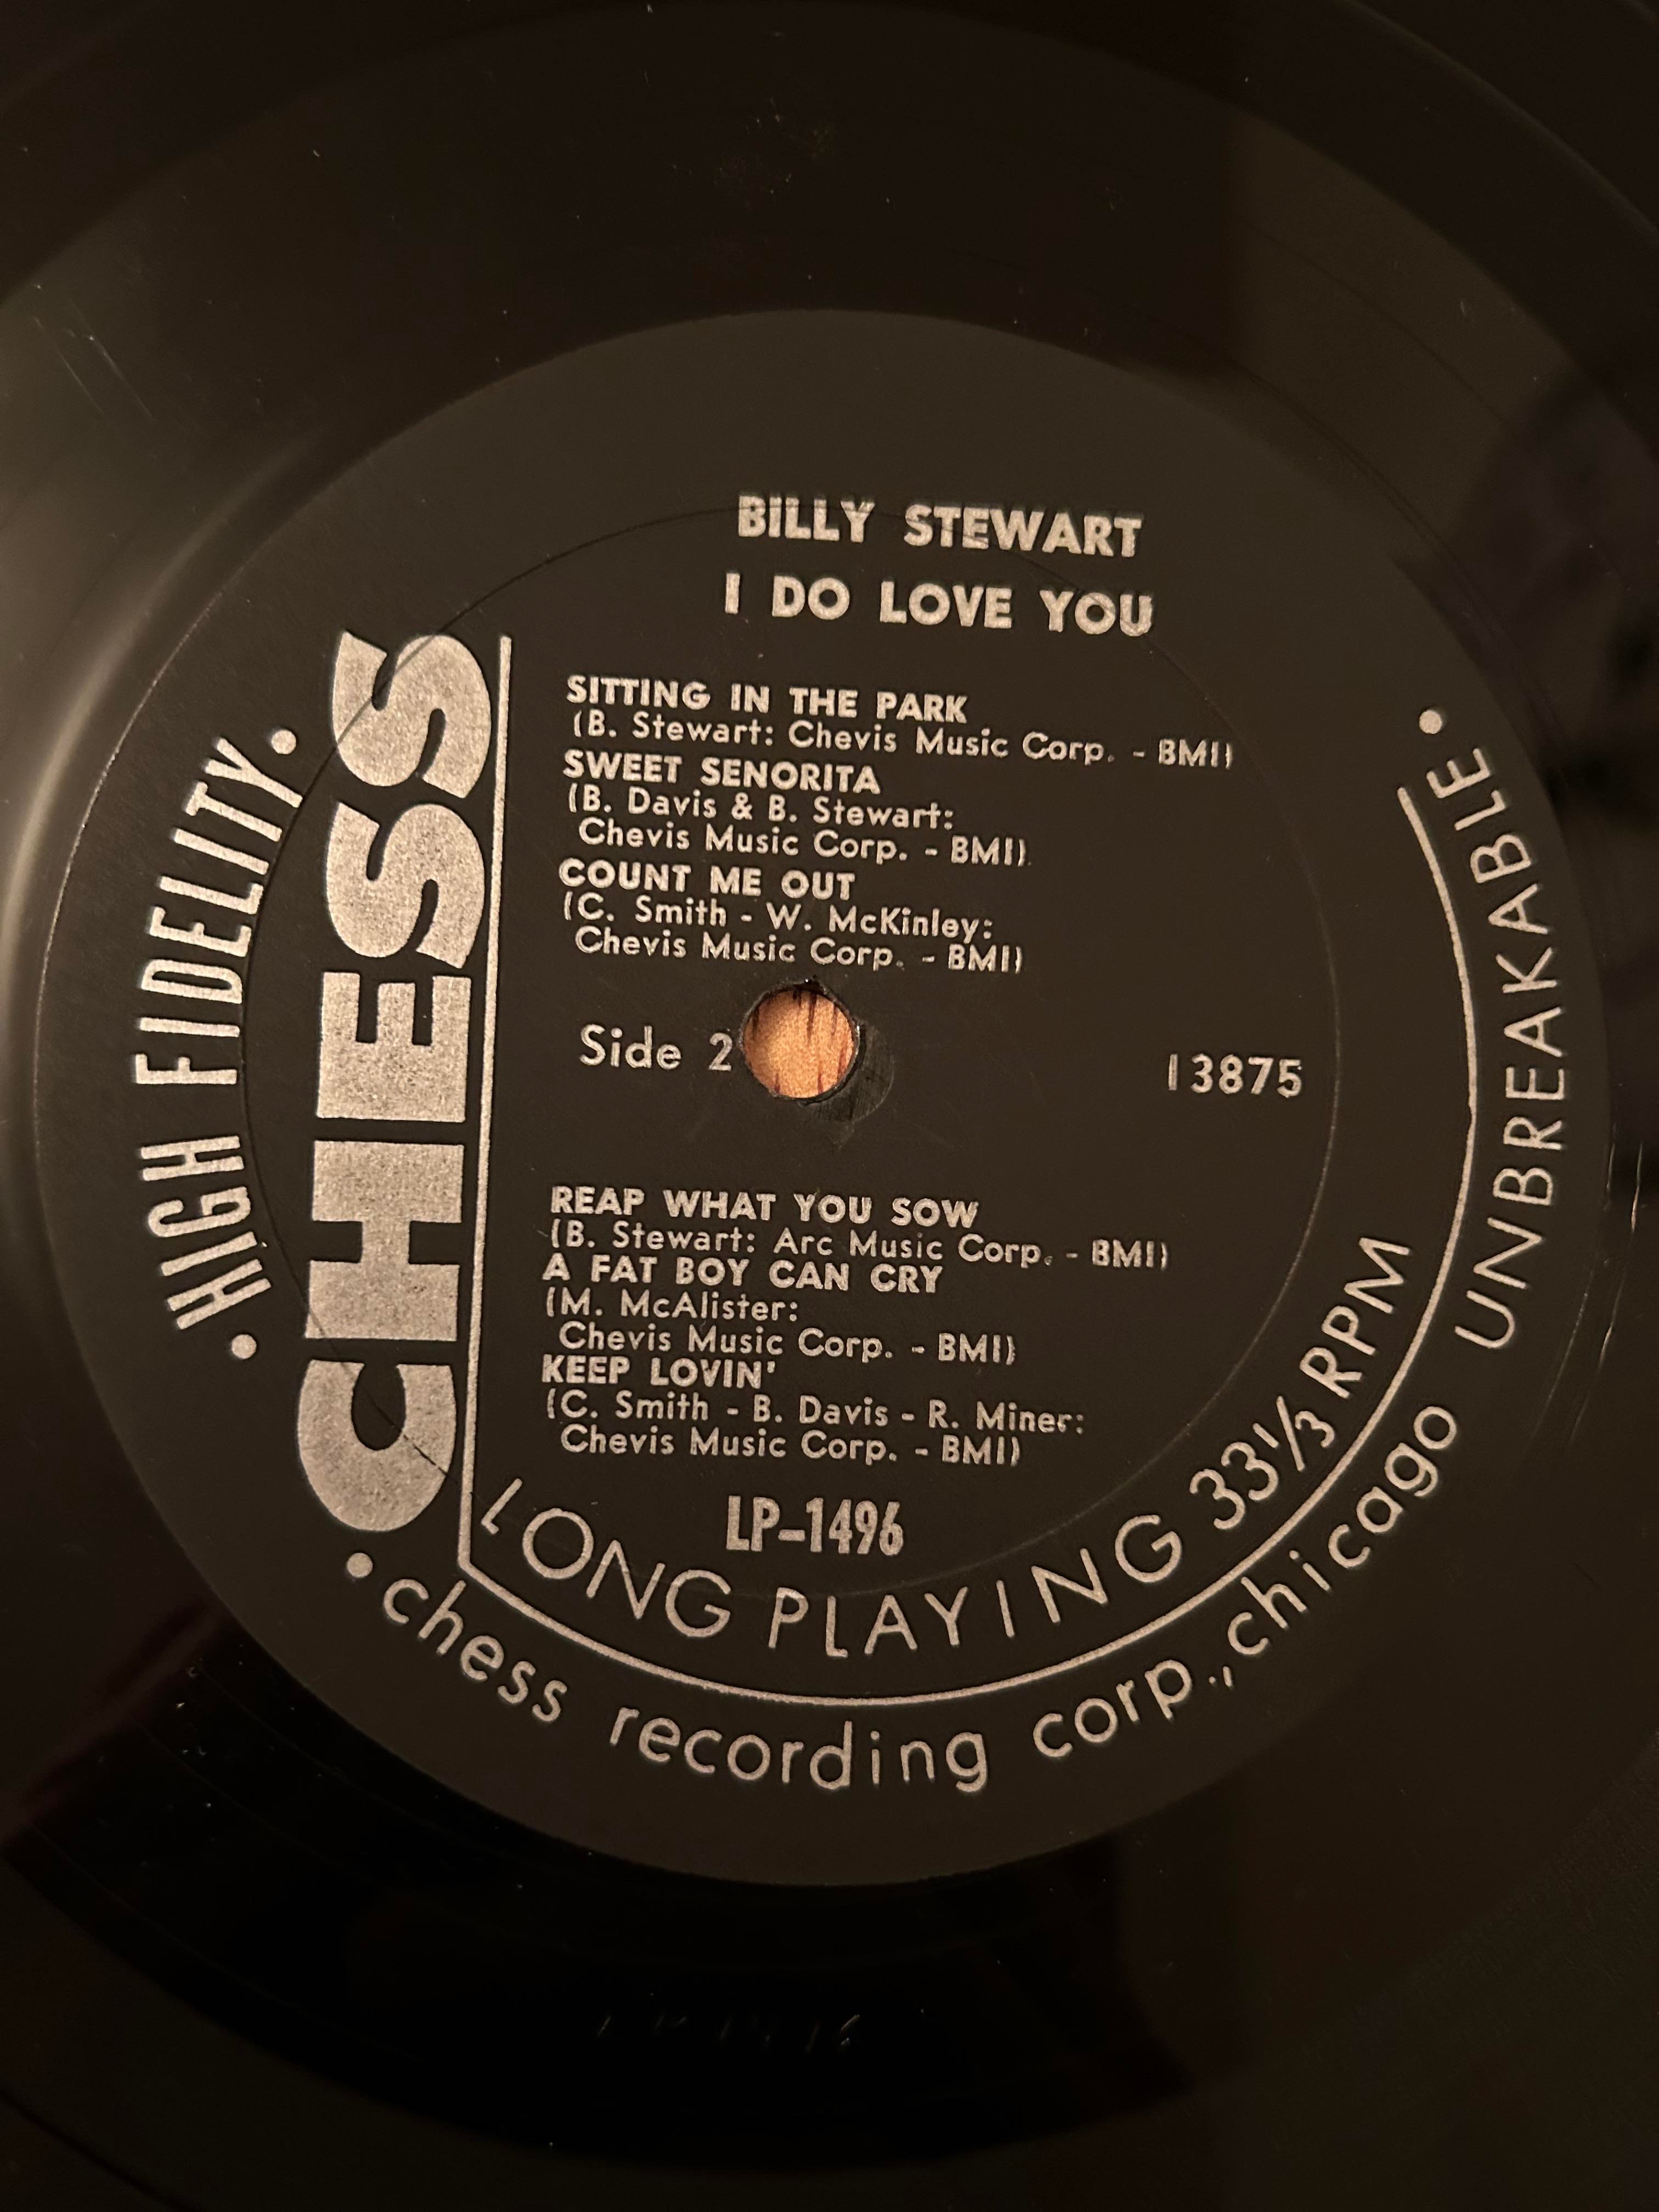 BILLY STEWART
I DO LOVE YOU
SITTING IN THE PARK
(B. Stewart: Chevis Music Corp. - BMI)
SWEET SENORITA
(B. Davis & B. Stewart:
Chevis Music Corp. - BMI)
COUNT ME OUT
(C. Smith - W. McKinley:
Chevis Music Corp. - BMI)
Side 2
13875
REAP WHAT YOU SOW
(B. Stewart: Arc Music Corp. - BMI)
A FAT BOY CAN CRY
(M. McAlister:
Chevis Music Corp. - BMI)
KEEP LOVIN'
(C. Smith - B. Davis - R. Miner:
Chevis Music Corp. - BMI)
LP-1496
LONG PLAYING 33 1/3 RPM
CHESS
• HIGH FIDELITY •
• chess recording corp., chicago UNBREAKABLE •